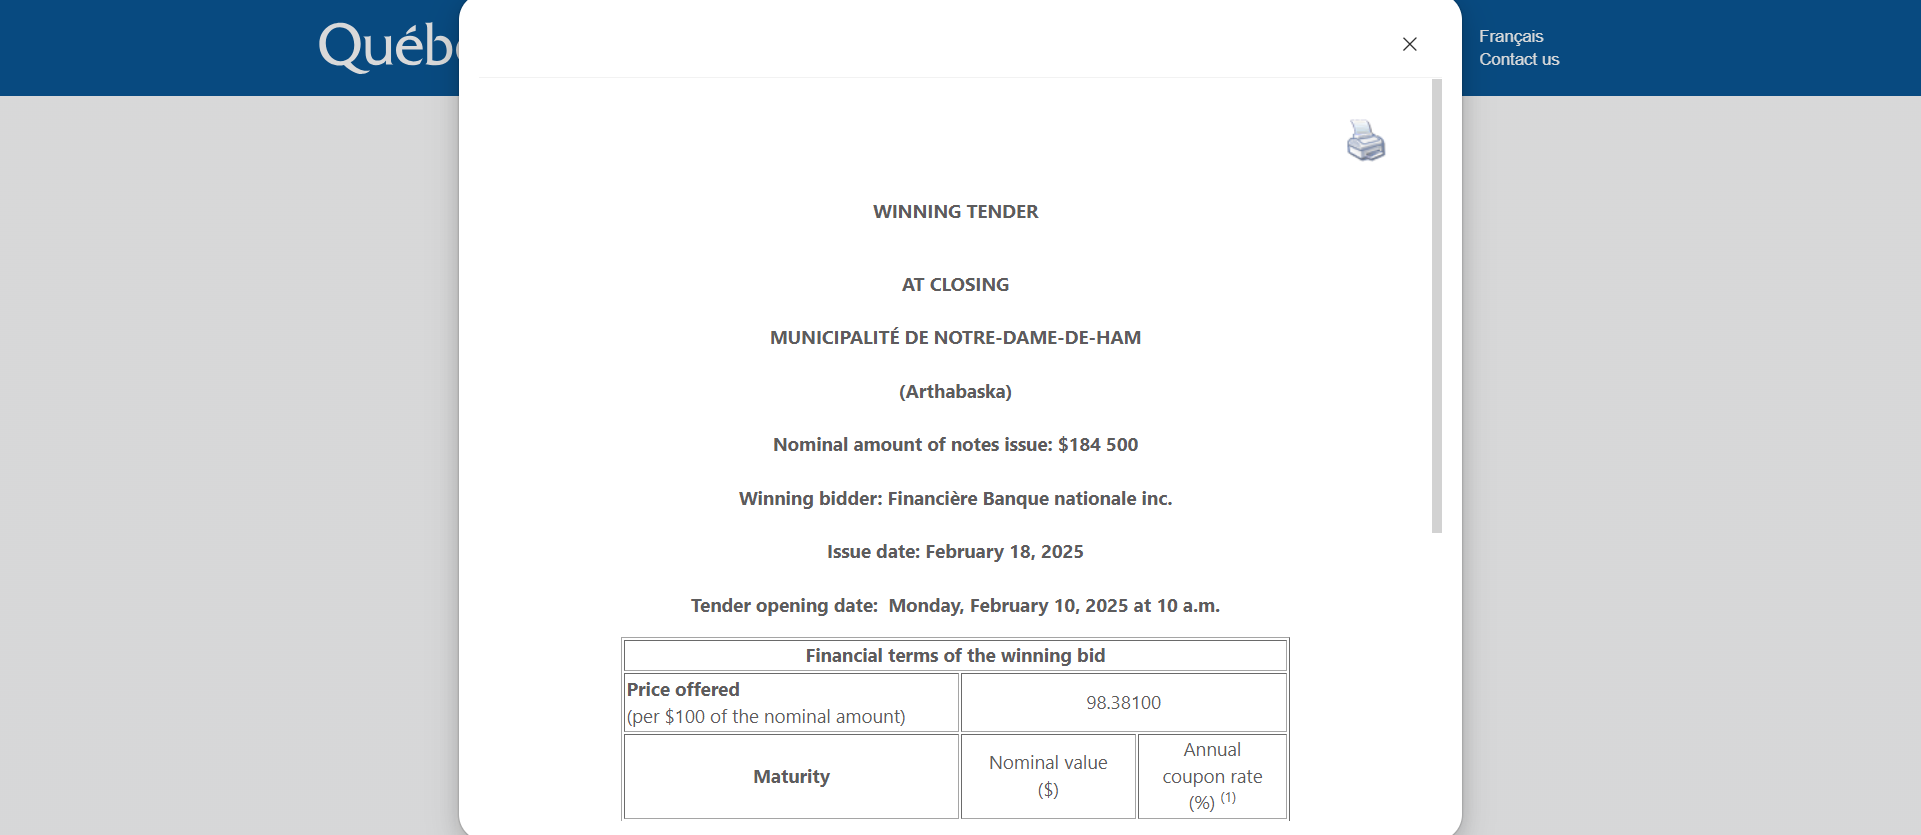 Français
Contact us
WINNING TENDER
AT CLOSING
MUNICIPALITÉ DE NOTRE-DAME-DE-HAM
(Arthabaska)
Nominal amount of notes issue: $184 500
Winning bidder: Financière Banque nationale inc.
Issue date: February 18, 2025
Tender opening date:  Monday, February 10, 2025 at 10 a.m.
Financial terms of the winning bid
Price offered
(per $100 of the nominal amount)
98.38100
Maturity
Nominal value
($)
Annual
coupon rate
(%) (1)